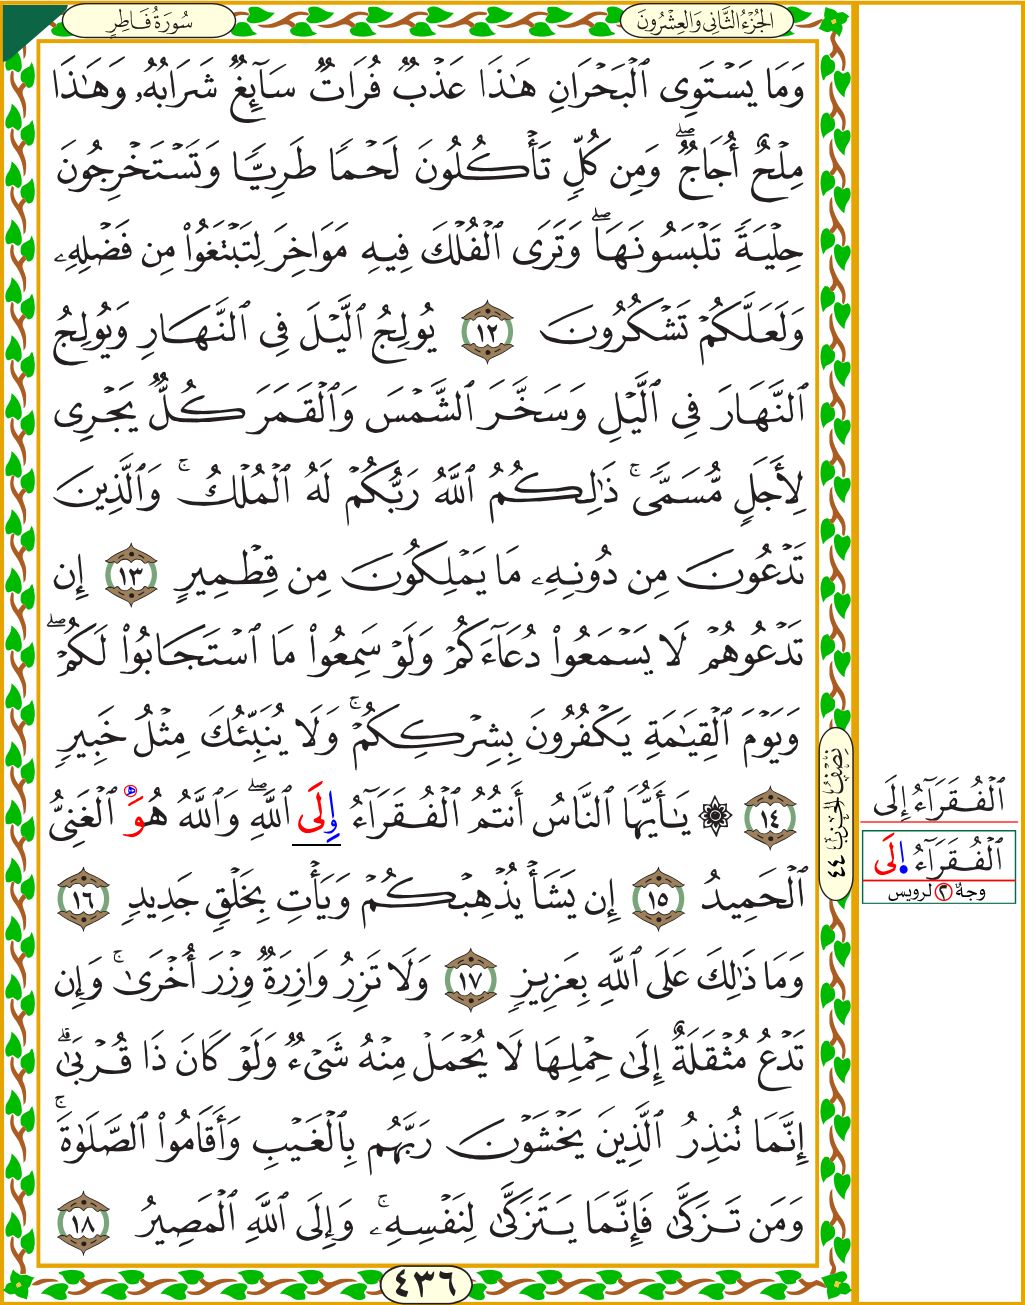 سُورَةُ فَاطِرٍ
الجُزْءُ الثَّانِي وَالعِشْرُونَ
وَمَا يَسۡتَوِي ٱلۡبَحۡرَانِ هَٰذَا عَذۡبٞ فُرَاتٞ سَآئِغٞ شَرَابُهُۥ وَهَٰذَا
مِلۡحٌ أُجَاجٞۖ وَمِن كُلّٖ تَأۡكُلُونَ لَحۡمٗا طَرِيّٗا وَتَسۡتَخۡرِجُونَ
حِلۡيَةٗ تَلۡبَسُونَهَاۖ وَتَرَى ٱلۡفُلۡكَ فِيهِ مَوَاخِرَ لِتَبۡتَغُواْ مِن فَضۡلِهِۦ
وَلَعَلَّكُمۡ تَشۡكُرُونَ ١٢ يُولِجُ ٱلَّيۡلَ فِي ٱلنَّهَارِ وَيُولِجُ
ٱلنَّهَارَ فِي ٱلَّيۡلِ وَسَخَّرَ ٱلشَّمۡسَ وَٱلۡقَمَرَ كُلّٞ يَجۡرِي
لِأَجَلٖ مُّسَمّٗىۚ ذَٰلِكُمُ ٱللَّهُ رَبُّكُمۡ لَهُ ٱلۡمُلۡكُۚ وَٱلَّذِينَ
تَدۡعُونَ مِن دُونِهِۦ مَا يَمۡلِكُونَ مِن قِطۡمِيرٍ ١٣ إِن
تَدۡعُوهُمۡ لَا يَسۡمَعُواْ دُعَآءَكُمۡ وَلَوۡ سَمِعُواْ مَا ٱسۡتَجَابُواْ لَكُمۡۖ
وَيَوۡمَ ٱلۡقِيَٰمَةِ يَكۡفُرُونَ بِشِرۡكِكُمۡۚ وَلَا يُنَبِّئُكَ مِثۡلُ خَبِيرٖ
١٤ ۞ يَٰٓأَيُّهَا ٱلنَّاسُ أَنتُمُ ٱلۡفُقَرَآءُ وِلَى ٱللَّهِۖ وَٱللَّهُ هُوَ ٱلۡغَنِيُّ
ٱلۡحَمِيدُ ١٥ إِن يَشَأۡ يُذۡهِبۡكُمۡ وَيَأۡتِ بِخَلۡقٖ جَدِيدٖ ١٦
وَمَا ذَٰلِكَ عَلَى ٱللَّهِ بِعَزِيزٖ ١٧ وَلَا تَزِرُ وَازِرَةٞ وِزۡرَ أُخۡرَىٰۚ وَإِن
تَدۡعُ مُثۡقَلَةٌ إِلَىٰ حِمۡلِهَا لَا يُحۡمَلۡ مِنۡهُ شَيۡءٞ وَلَوۡ كَانَ ذَا قُرۡبَىٰٓۗ
إِنَّمَا تُنذِرُ ٱلَّذِينَ يَخۡشَوۡنَ رَبَّهُم بِٱلۡغَيۡبِ وَأَقَامُواْ ٱلصَّلَوٰةَۚ
وَمَن تَزَكَّىٰ فَإِنَّمَا يَتَزَكَّىٰ لِنَفۡسِهِۦۚ وَإِلَى ٱللَّهِ ٱلۡمَصِيرُ ١٨
٤٣٦
نِصْفُ الحِزْبِ ٤٤
ٱلۡفُقَرَآءُ إِلَى
ٱلۡفُقَرَآءُ ا۪لَى
وجهٌ ٢ لرويس